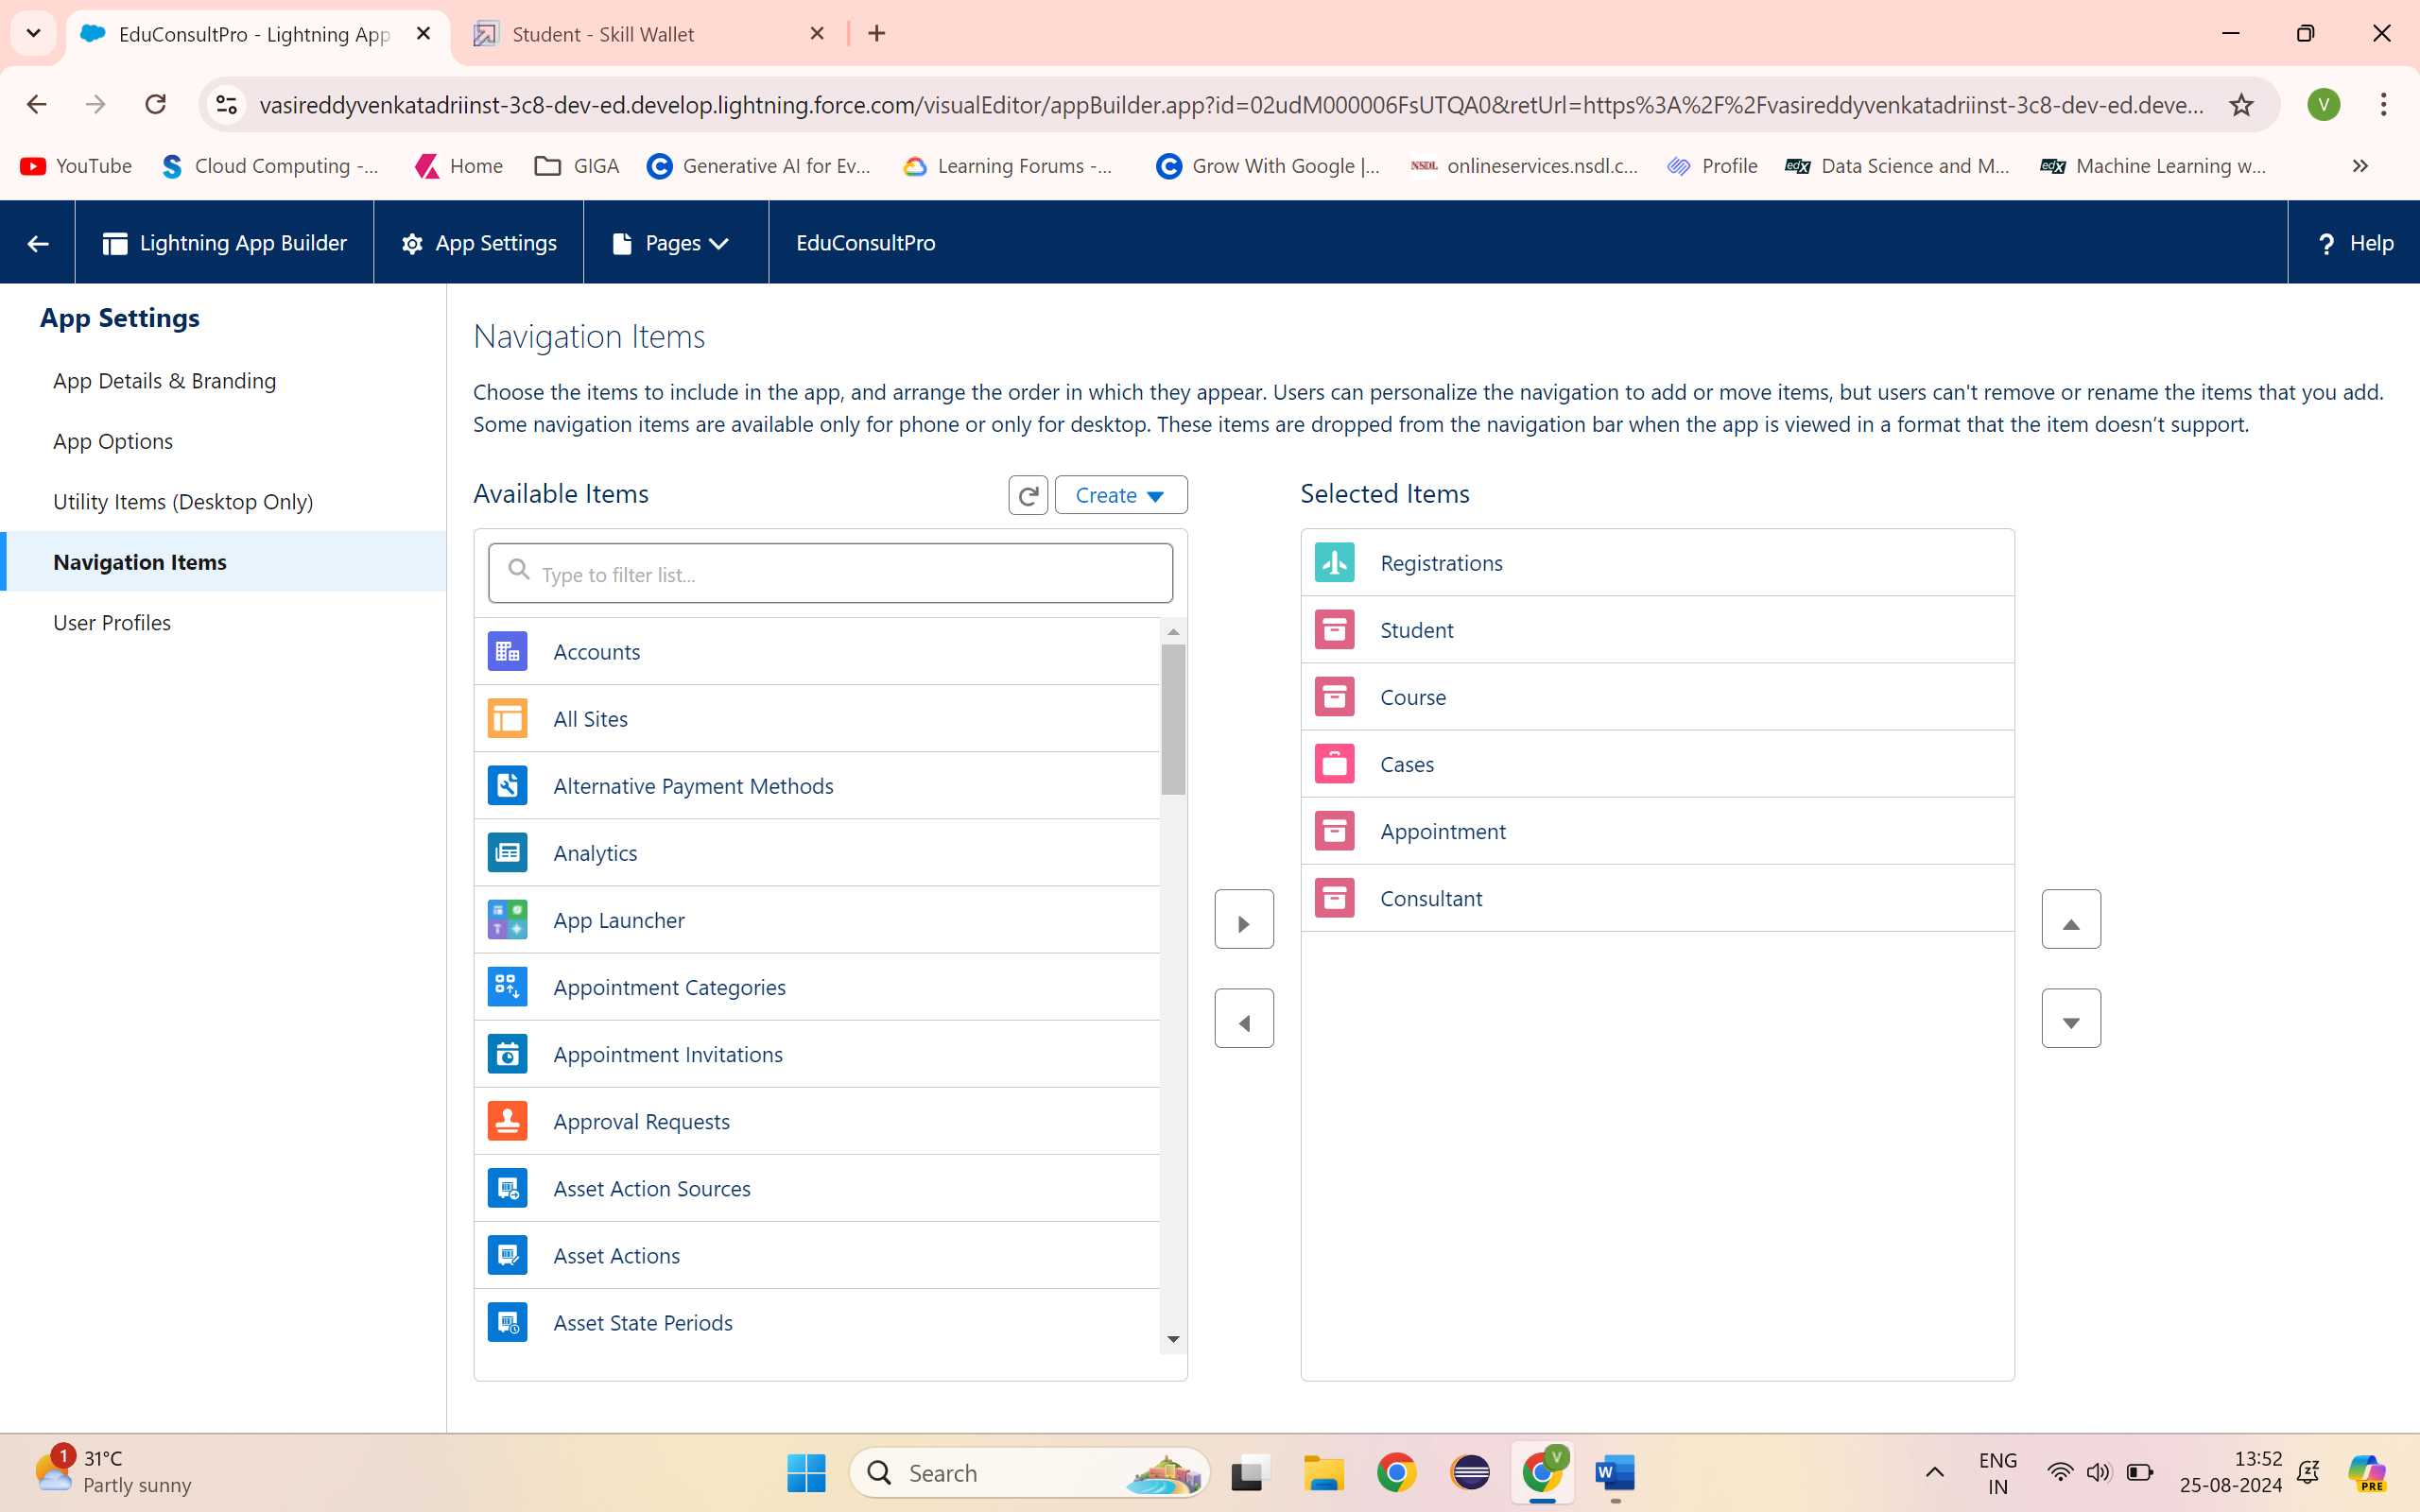 EduConsultPro - Lightning App
Student - Skill Wallet
vasireddyvenkatadriinst-3c8-dev-ed.develop.lightning.force.com/visualEditor/appBuilder.app?id=02udM000006FsUTQA0&retUrl=https%3A%2F%2Fvasireddyvenkatadriinst-3c8-dev-ed.deve...
V
YouTube
Cloud Computing -...
Home
GIGA
Generative AI for Ev...
Learning Forums -...
Grow With Google |...
NSDL
onlineservices.nsdl.c...
Profile
edX
Data Science and M...
edX
Machine Learning w...
Lightning App Builder
App Settings
Pages
EduConsultPro
? Help
App Settings
App Details & Branding
App Options
Utility Items (Desktop Only)
Navigation Items
User Profiles
Navigation Items
Choose the items to include in the app, and arrange the order in which they appear. Users can personalize the navigation to add or move items, but users can't remove or rename the items that you add.
Some navigation items are available only for phone or only for desktop. These items are dropped from the navigation bar when the app is viewed in a format that the item doesn’t support.
Available Items
Create
Type to filter list...
Accounts
All Sites
Alternative Payment Methods
Analytics
App Launcher
Appointment Categories
Appointment Invitations
Approval Requests
Asset Action Sources
Asset Actions
Asset State Periods
Selected Items
Registrations
Student
Course
Cases
Appointment
Consultant
1
31°C
Partly sunny
Search
V
W
ENG
IN
13:52
25-08-2024
PRE